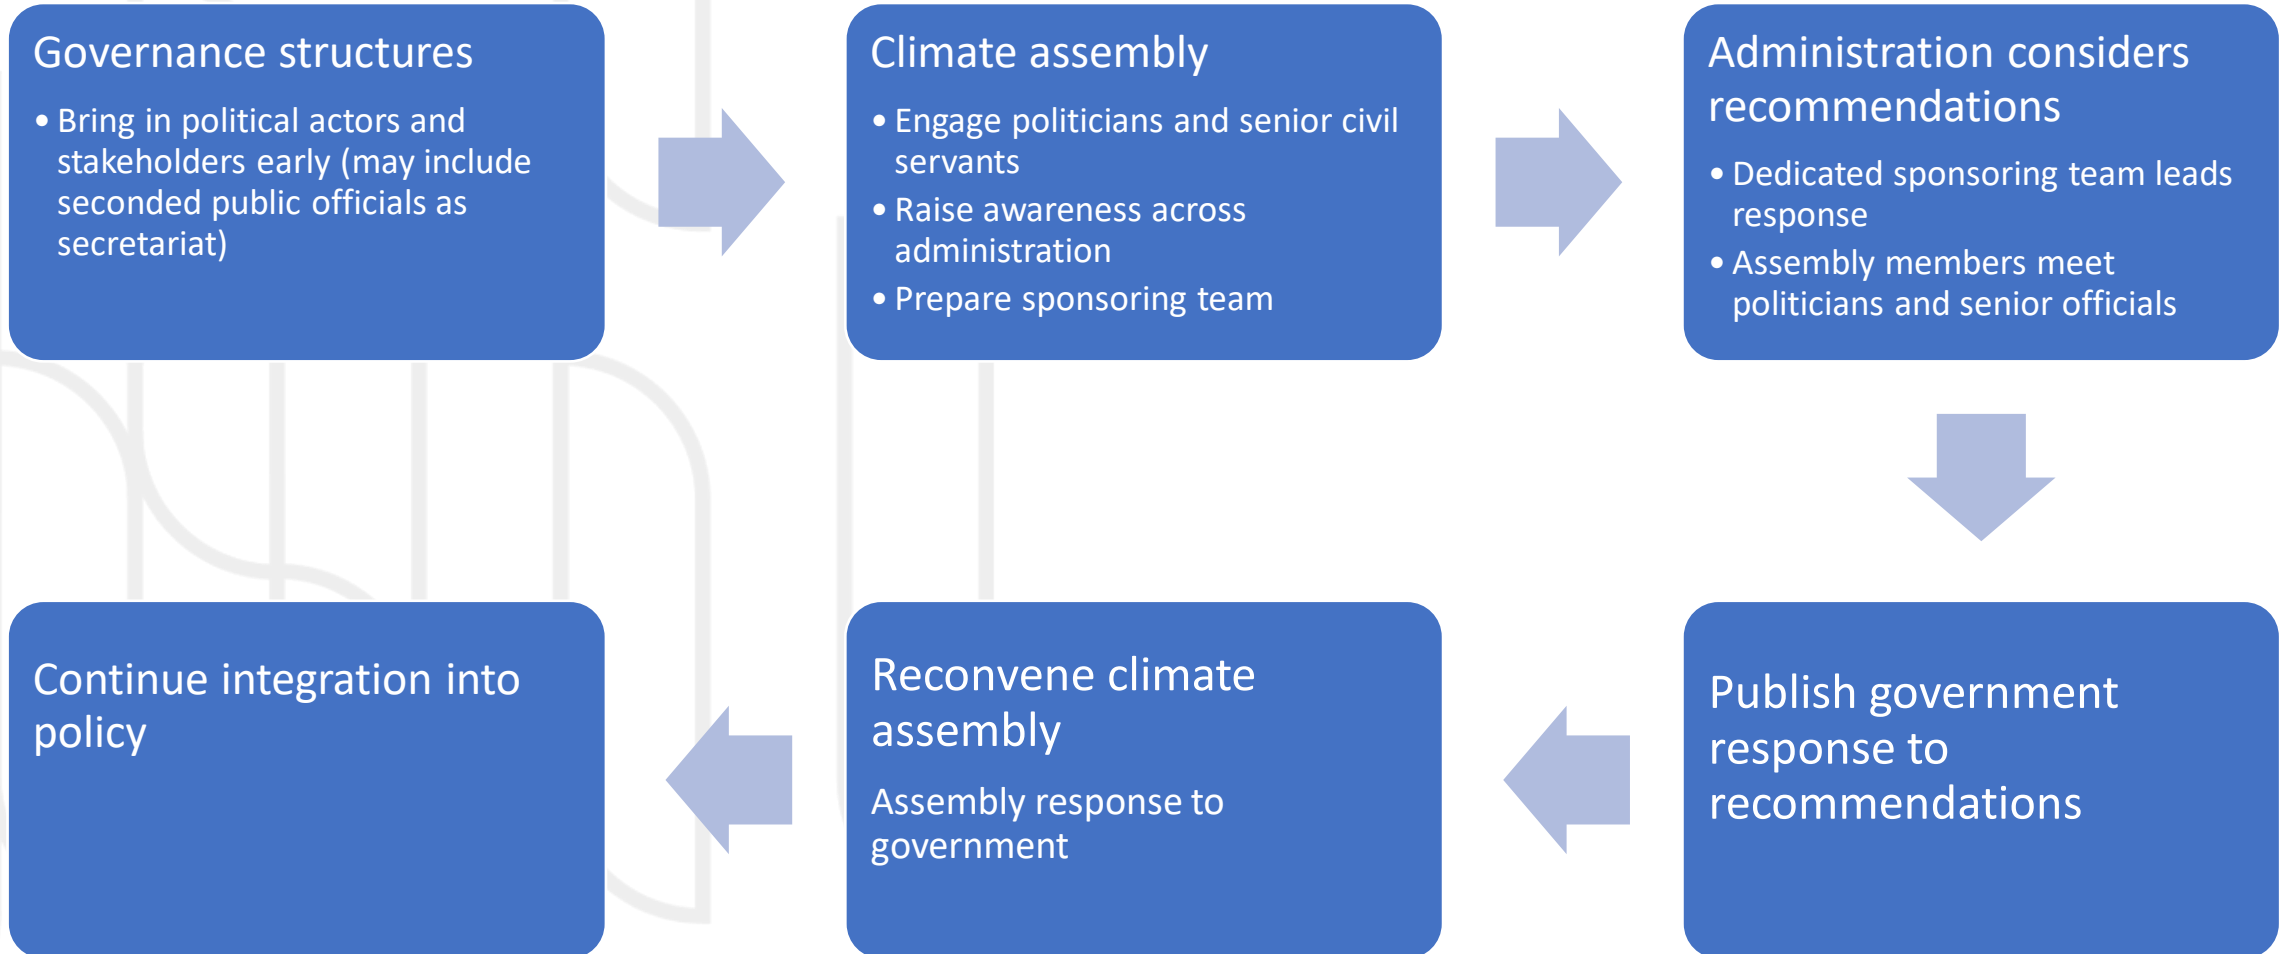 Governance structures
• Bring in political actors and
stakeholders early (may include
seconded public officials as
secretariat)
Climate assembly
• Engage politicians and senior civil
servants
• Raise awareness across
administration
• Prepare sponsoring team
Administration considers
recommendations
• Dedicated sponsoring team leads
response
• Assembly members meet
politicians and senior officials
Publish government
response to
recommendations
Reconvene climate
assembly
Assembly response to
government
Continue integration into
policy